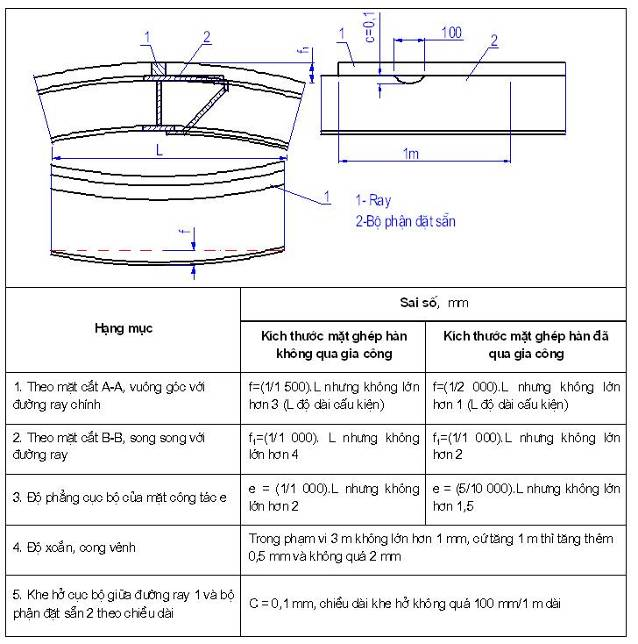 1
2
f₁
L
c=0,1
100
1
2
1m
f
1
1- Ray
2-Bộ phận đặt sẵn
Hạng mục
Sai số, mm
Kích thước mặt ghép hàn
không qua gia công
Kích thước mặt ghép hàn đã
qua gia công
1. Theo mặt cắt A-A, vuông góc với
đường ray chính
f=(1/1 500).L nhưng không lớn
hơn 3 (L độ dài cấu kiện)
f=(1/2 000).L nhưng không lớn
hơn 1 (L độ dài cấu kiện)
2. Theo mặt cắt B-B, song song với
đường ray
f₁=(1/1 000). L nhưng không
lớn hơn 4
f₁=(1/1 000).L nhưng không lớn
hơn 2
3. Độ phẳng cục bộ của mặt công tác e
e = (1/1 000).L nhưng không
lớn hơn 2
e = (5/10 000).L nhưng không lớn
hơn 1,5
4. Độ xoắn, cong vênh
Trong phạm vi 3 m không lớn hơn 1 mm, cứ tăng 1 m thì tăng thêm
0,5 mm và không quá 2 mm
5. Khe hở cục bộ giữa đường ray 1 và bộ
phận đặt sẵn 2 theo chiều dài
C = 0,1 mm, chiều dài khe hở không quá 100 mm/1 m dài